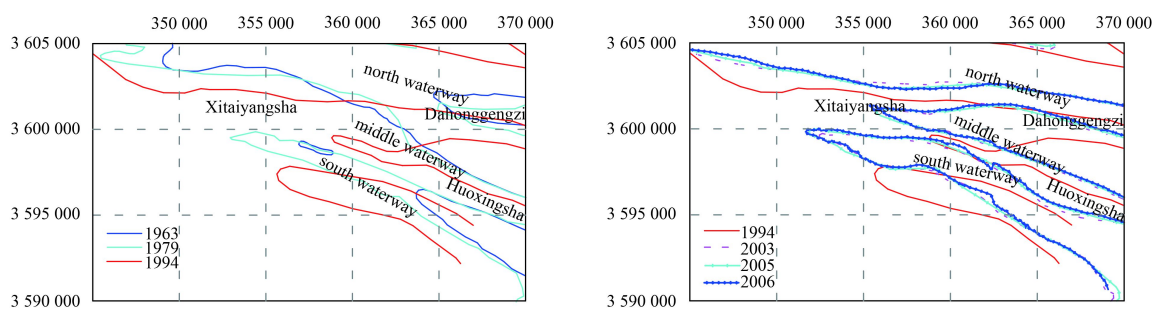 350 000 355 000 360 000 365 000 370 000
3 605 000
north waterway
Xitaiyangsha
Dahonggengzi
3 600 000
middle waterway
south waterway
Huoxingsha
3 595 000
1963
1979
1994
3 590 000
350 000 355 000 360 000 365 000 370 000
3 605 000
north waterway
Xitaiyangsha
Dahonggengzi
3 600 000
middle waterway
south waterway
Huoxingsha
3 595 000
1994
2003
2005
2006
3 590 000